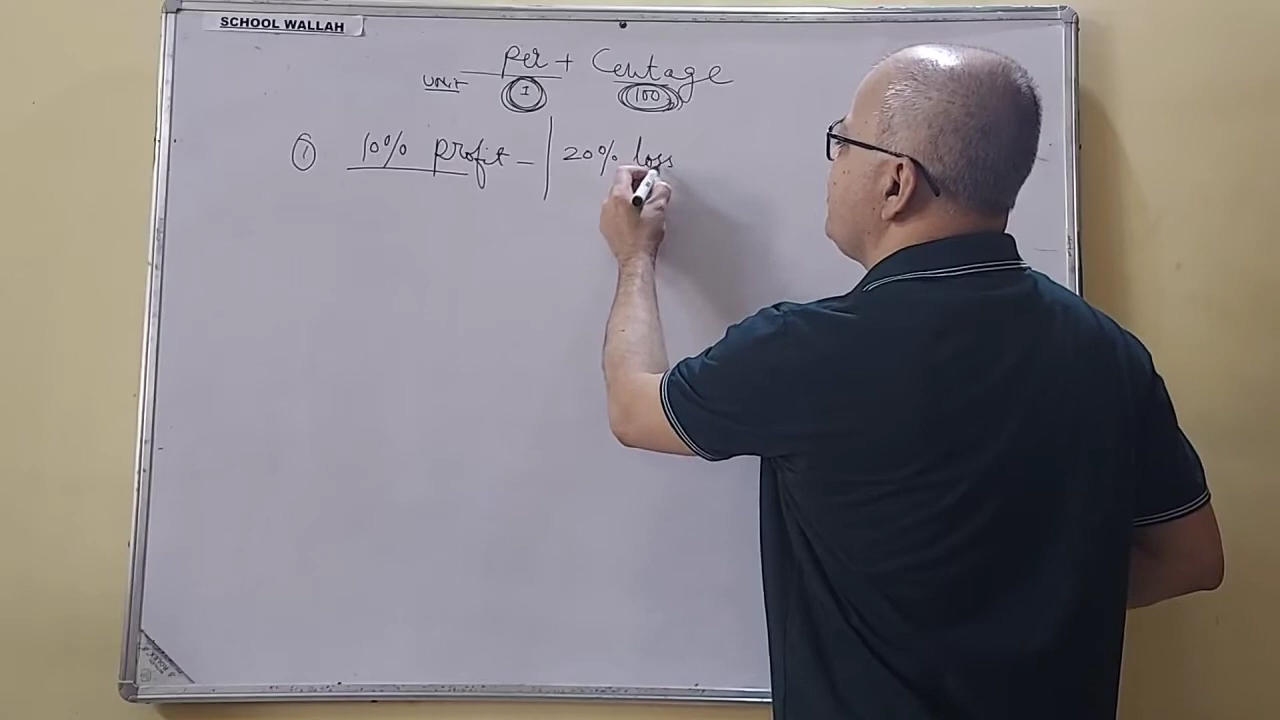 SCHOOL WALLAH
Per + Centage
Unit 1 100
1 10% Profit - | 20% loss